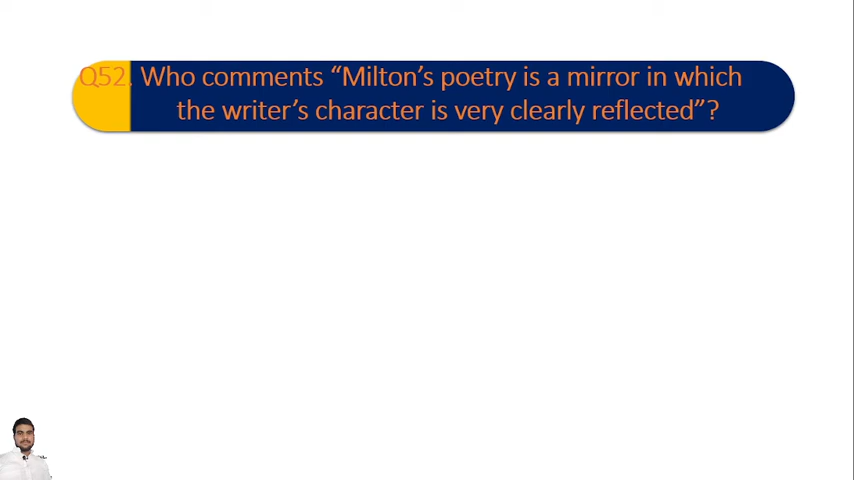 Q52. Who comments “Milton’s poetry is a mirror in which
the writer’s character is very clearly reflected”?